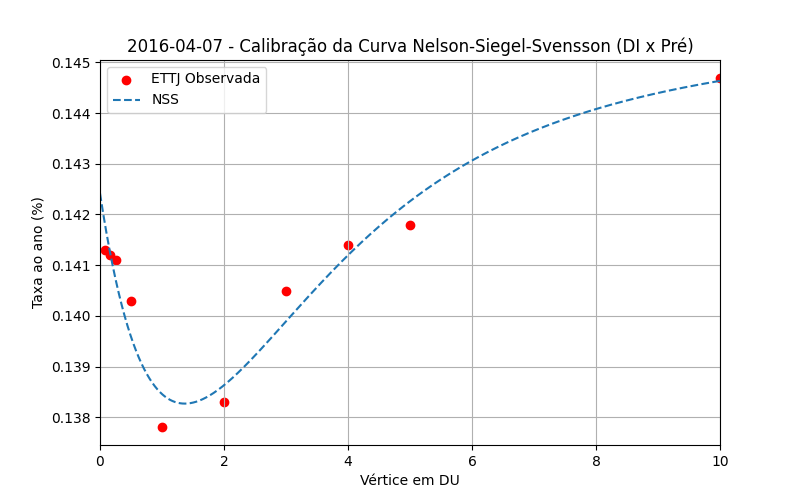 2016-04-07 - Calibração da Curva Nelson-Siegel-Svensson (DI x Pré)
ETTJ Observada
NSS
Taxa ao ano (%)
0.145
0.144
0.143
0.142
0.141
0.140
0.139
0.138
0
2
4
6
8
10
Vértice em DU